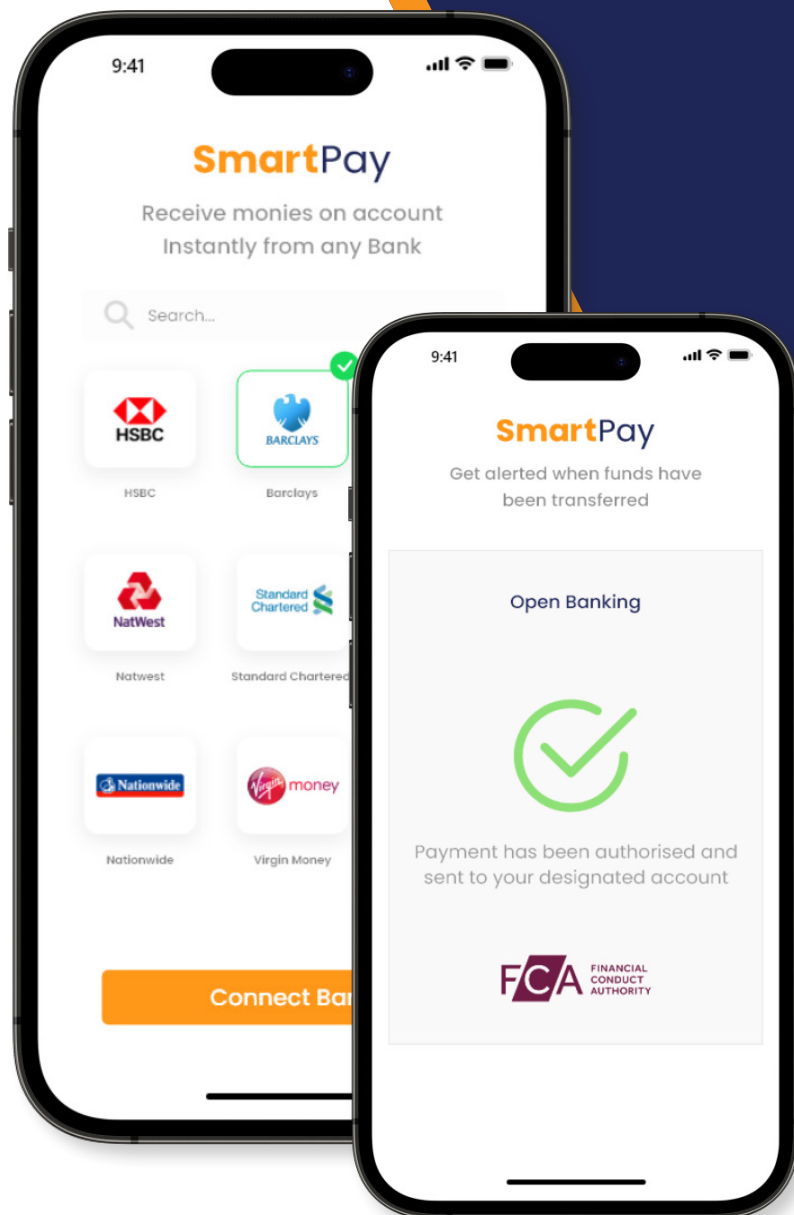 9:41
SmartPay
Receive monies on account
Instantly from any Bank
Search...
HSBC
BARCLAYS
HSBC
Barclays
NatWest
Standard
Chartered
Natwest
Standard Chartered
Nationwide
Virgin money
Nationwide
Virgin Money
Connect
9:41
SmartPay
Get alerted when funds have
been transferred
Open Banking
Payment has been authorised and
sent to your designated account
FCA FINANCIAL
CONDUCT
AUTHORITY